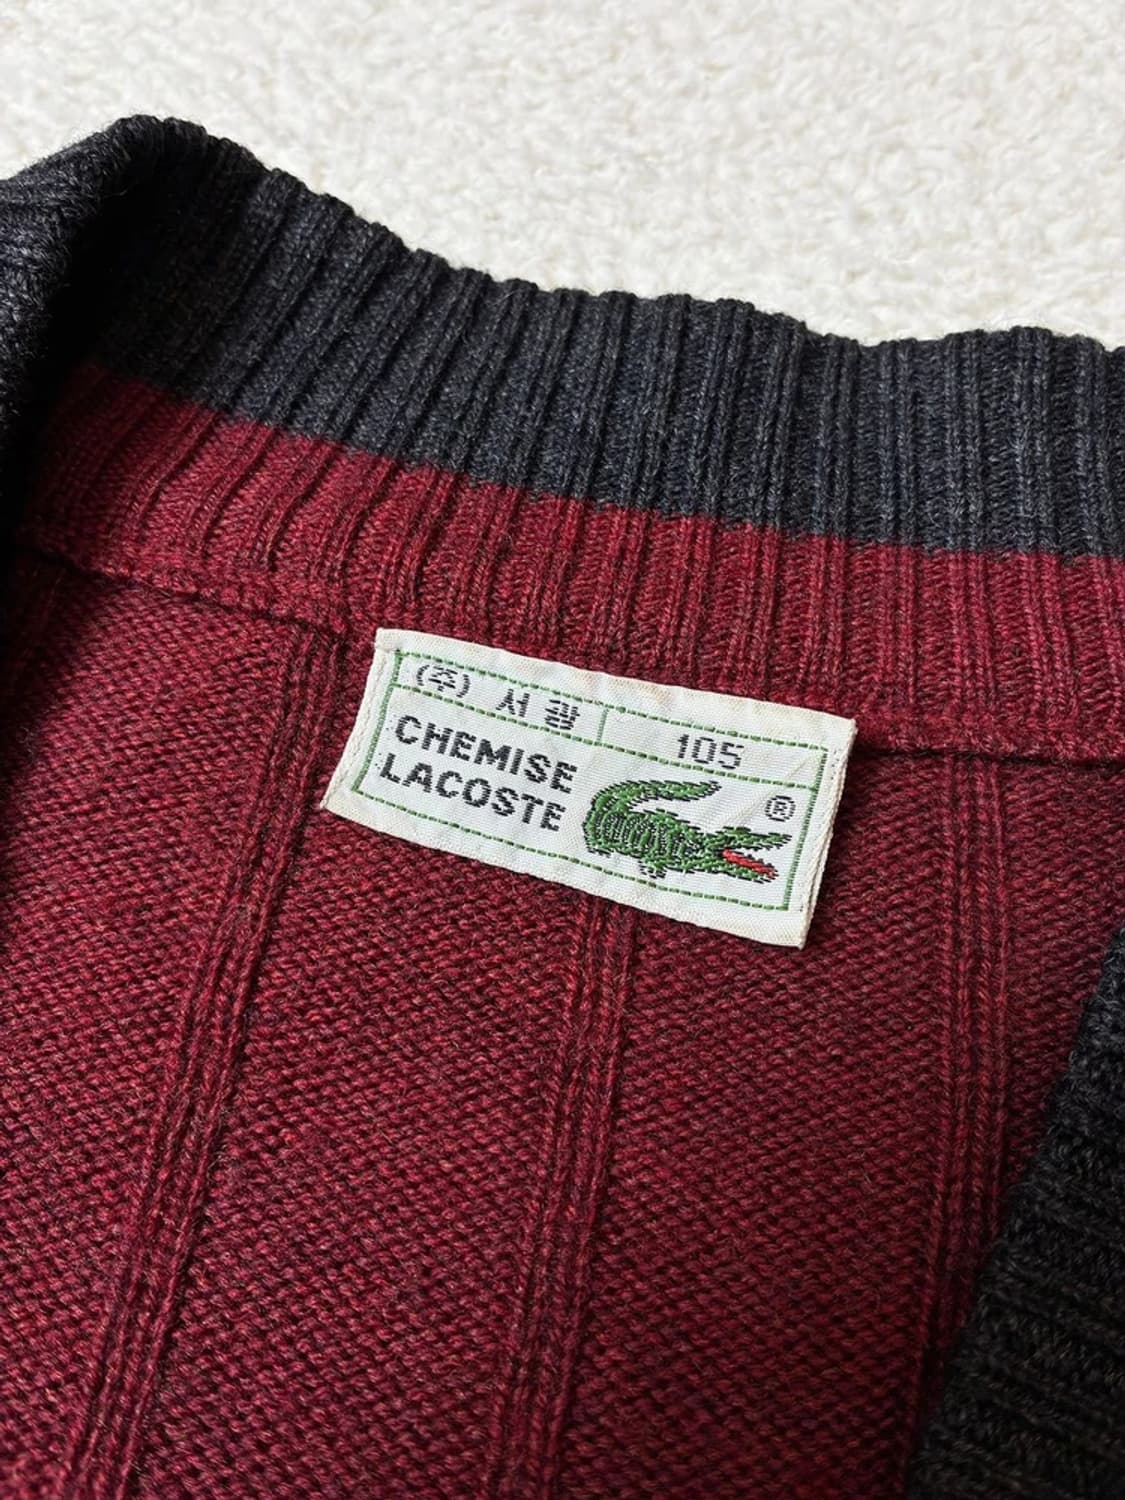 (주) 서 광 105
CHEMISE
LACOSTE
®